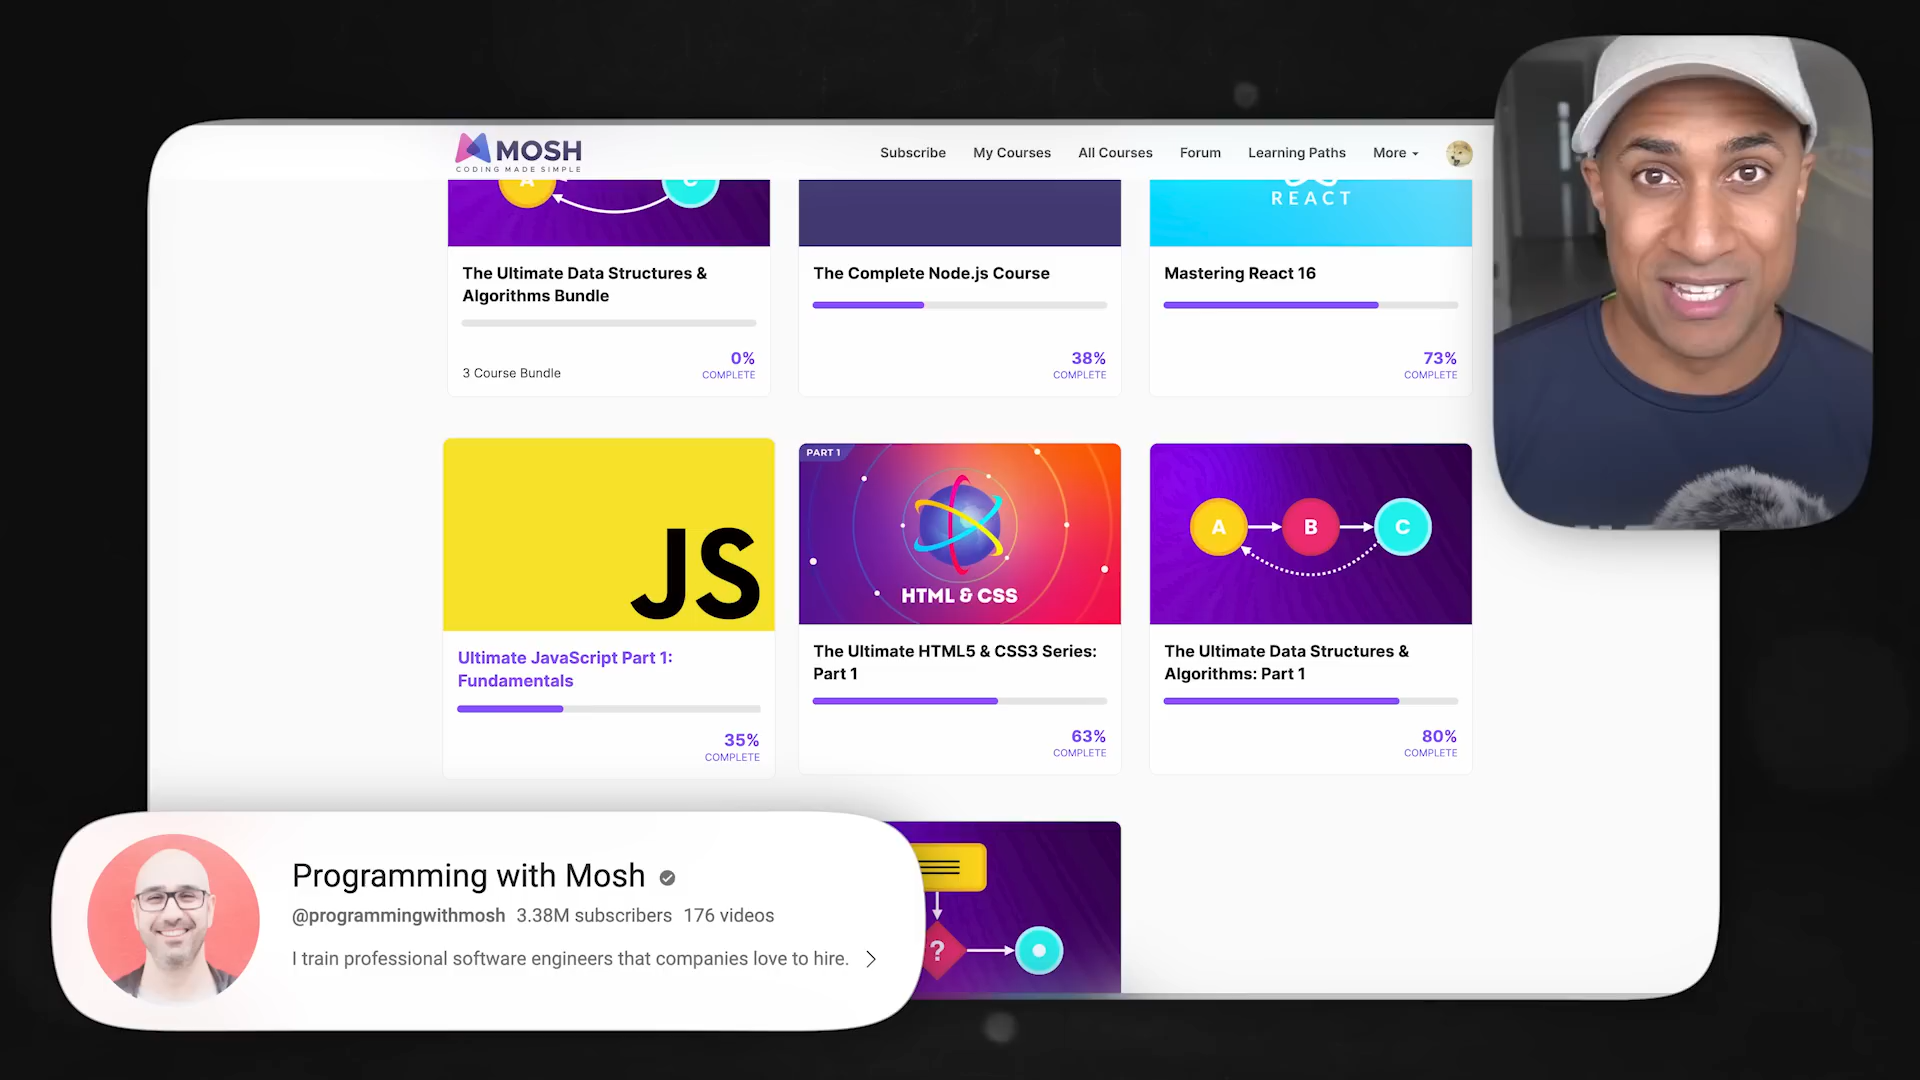 MOSH
CODING MADE SIMPLE
Subscribe My Courses All Courses Forum Learning Paths More
A C
REACT
The Ultimate Data Structures &
Algorithms Bundle
3 Course Bundle
0%
COMPLETE
The Complete Node.js Course
38%
COMPLETE
Mastering React 16
73%
COMPLETE
JS
Ultimate JavaScript Part 1:
Fundamentals
35%
COMPLETE
PART 1
HTML & CSS
The Ultimate HTML5 & CSS3 Series:
Part 1
63%
COMPLETE
A B C
The Ultimate Data Structures &
Algorithms: Part 1
80%
COMPLETE
?
Programming with Mosh
@programmingwithmosh 3.38M subscribers 176 videos
I train professional software engineers that companies love to hire.